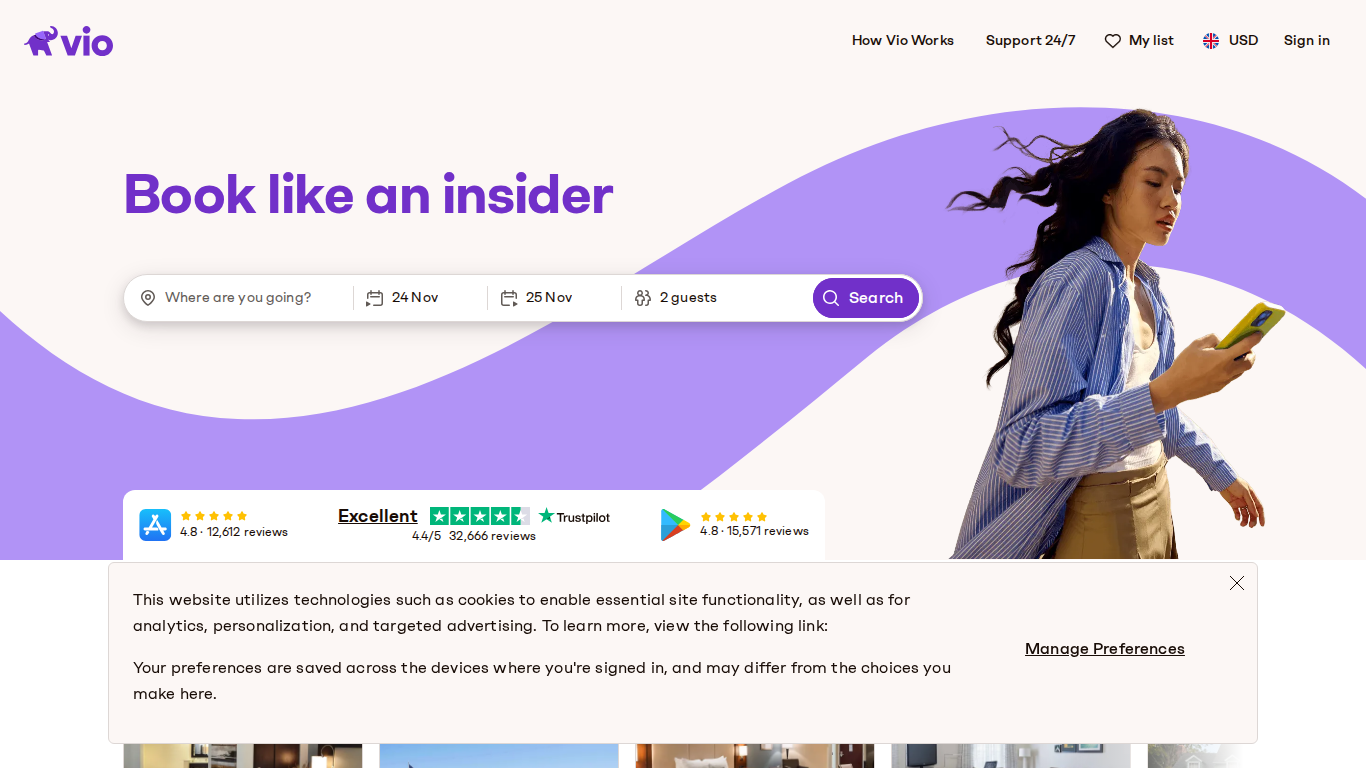 vio
How Vio Works
Support 24/7
My list
USD
Sign in
Book like an insider
Where are you going?
24 Nov
25 Nov
2 guests
Search
4.8 · 12,612 reviews
Excellent
Trustpilot
4.4/5 32,666 reviews
4.8 · 15,571 reviews
This website utilizes technologies such as cookies to enable essential site functionality, as well as for
analytics, personalization, and targeted advertising. To learn more, view the following link:
Your preferences are saved across the devices where you're signed in, and may differ from the choices you
make here.
Manage Preferences